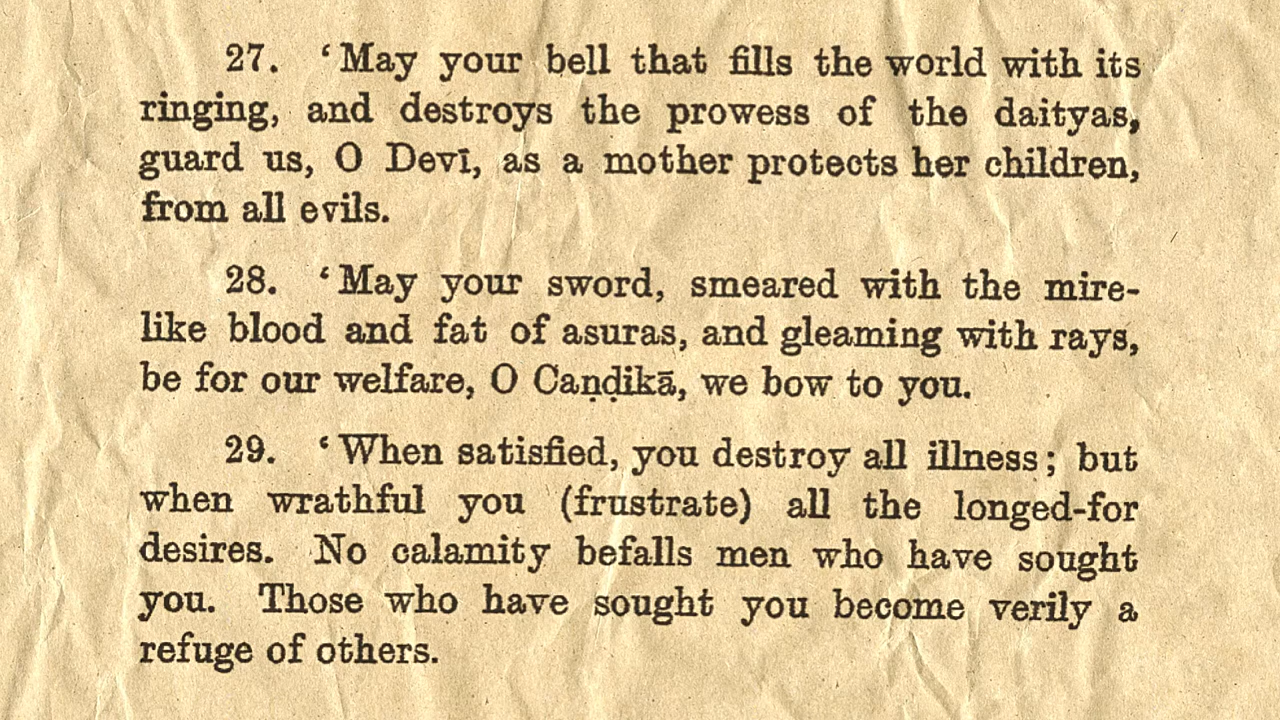 27. ‘May your bell that fills the world with its
ringing, and destroys the prowess of the daityas,
guard us, O Devī, as a mother protects her children,
from all evils.
28. ‘May your sword, smeared with the mire-
like blood and fat of asuras, and gleaming with rays,
be for our welfare, O Caṇḍikā, we bow to you.
29. ‘When satisfied, you destroy all illness; but
when wrathful you (frustrate) all the longed-for
desires. No calamity befalls men who have sought
you. Those who have sought you become verily a
refuge of others.